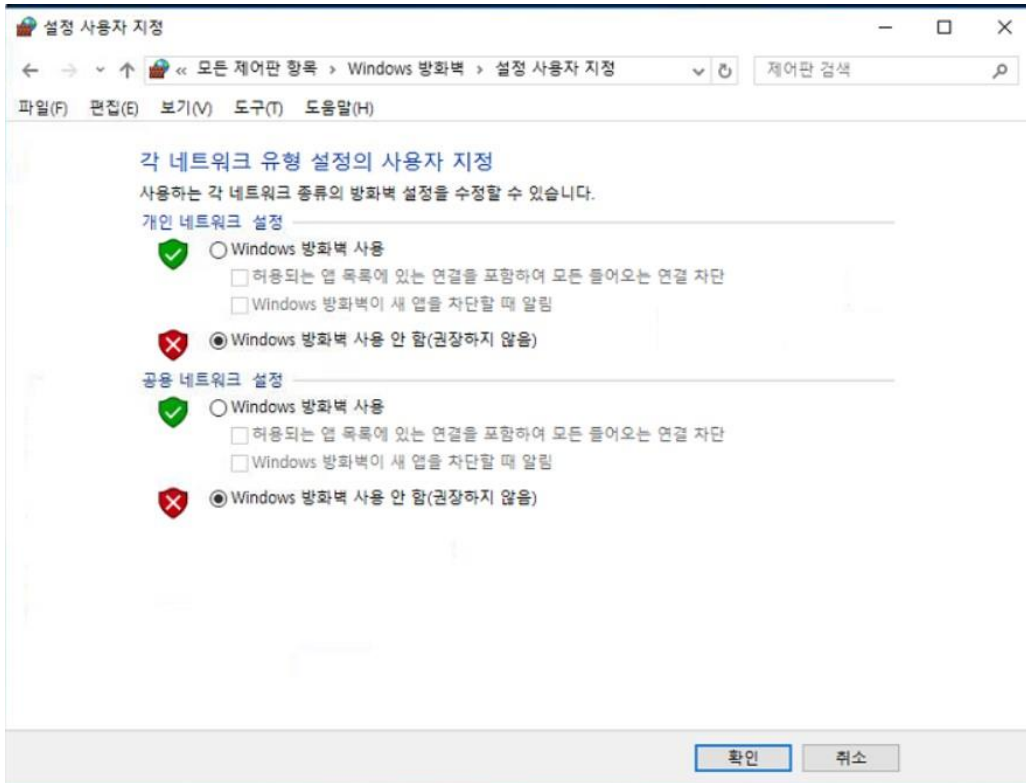 설정 사용자 지정
« 모든 제어판 항목 › Windows 방화벽 › 설정 사용자 지정 제어판 검색
파일(F) 편집(E) 보기(V) 도구(T) 도움말(H)
각 네트워크 유형 설정의 사용자 지정
사용하는 각 네트워크 종류의 방화벽 설정을 수정할 수 있습니다.
개인 네트워크 설정
Windows 방화벽 사용
허용되는 앱 목록에 있는 연결을 포함하여 모든 들어오는 연결 차단
Windows 방화벽이 새 앱을 차단할 때 알림
Windows 방화벽 사용 안 함(권장하지 않음)
공용 네트워크 설정
Windows 방화벽 사용
허용되는 앱 목록에 있는 연결을 포함하여 모든 들어오는 연결 차단
Windows 방화벽이 새 앱을 차단할 때 알림
Windows 방화벽 사용 안 함(권장하지 않음)
확인 취소